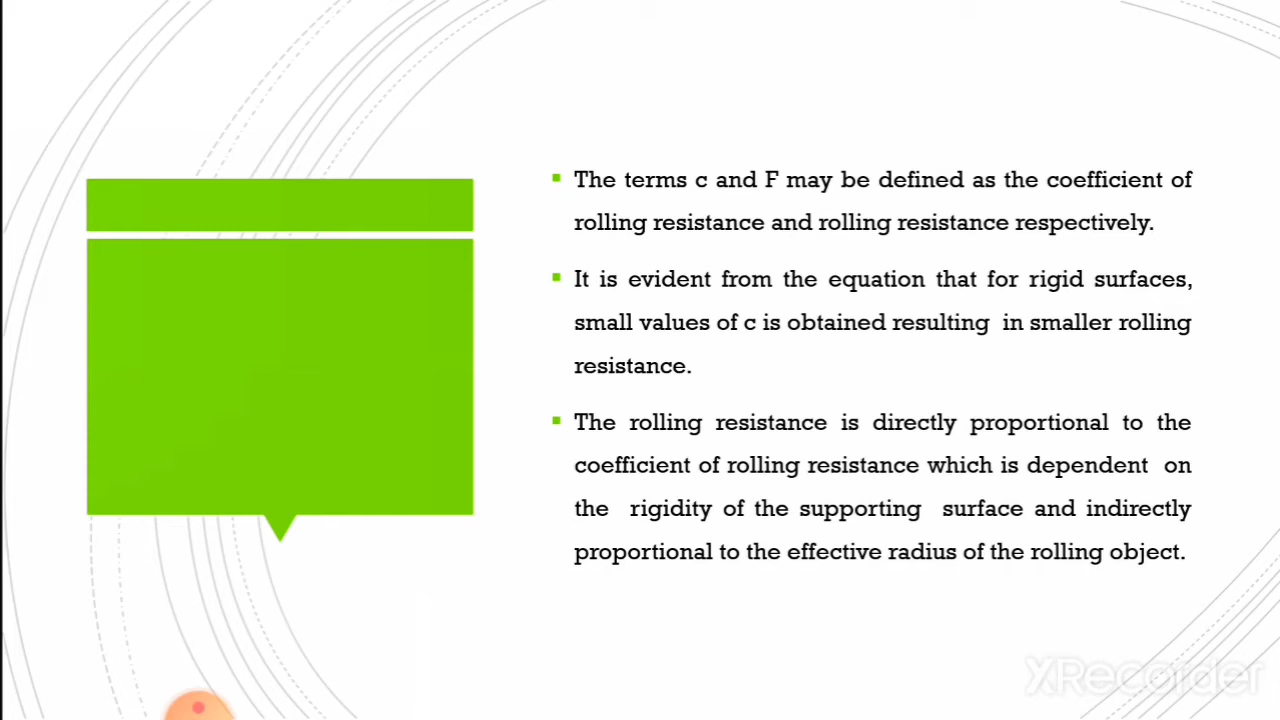 The terms c and F may be defined as the coefficient of
rolling resistance and rolling resistance respectively.
It is evident from the equation that for rigid surfaces,
small values of c is obtained resulting in smaller rolling
resistance.
The rolling resistance is directly proportional to the
coefficient of rolling resistance which is dependent on
the rigidity of the supporting surface and indirectly
proportional to the effective radius of the rolling object.
XRecorder